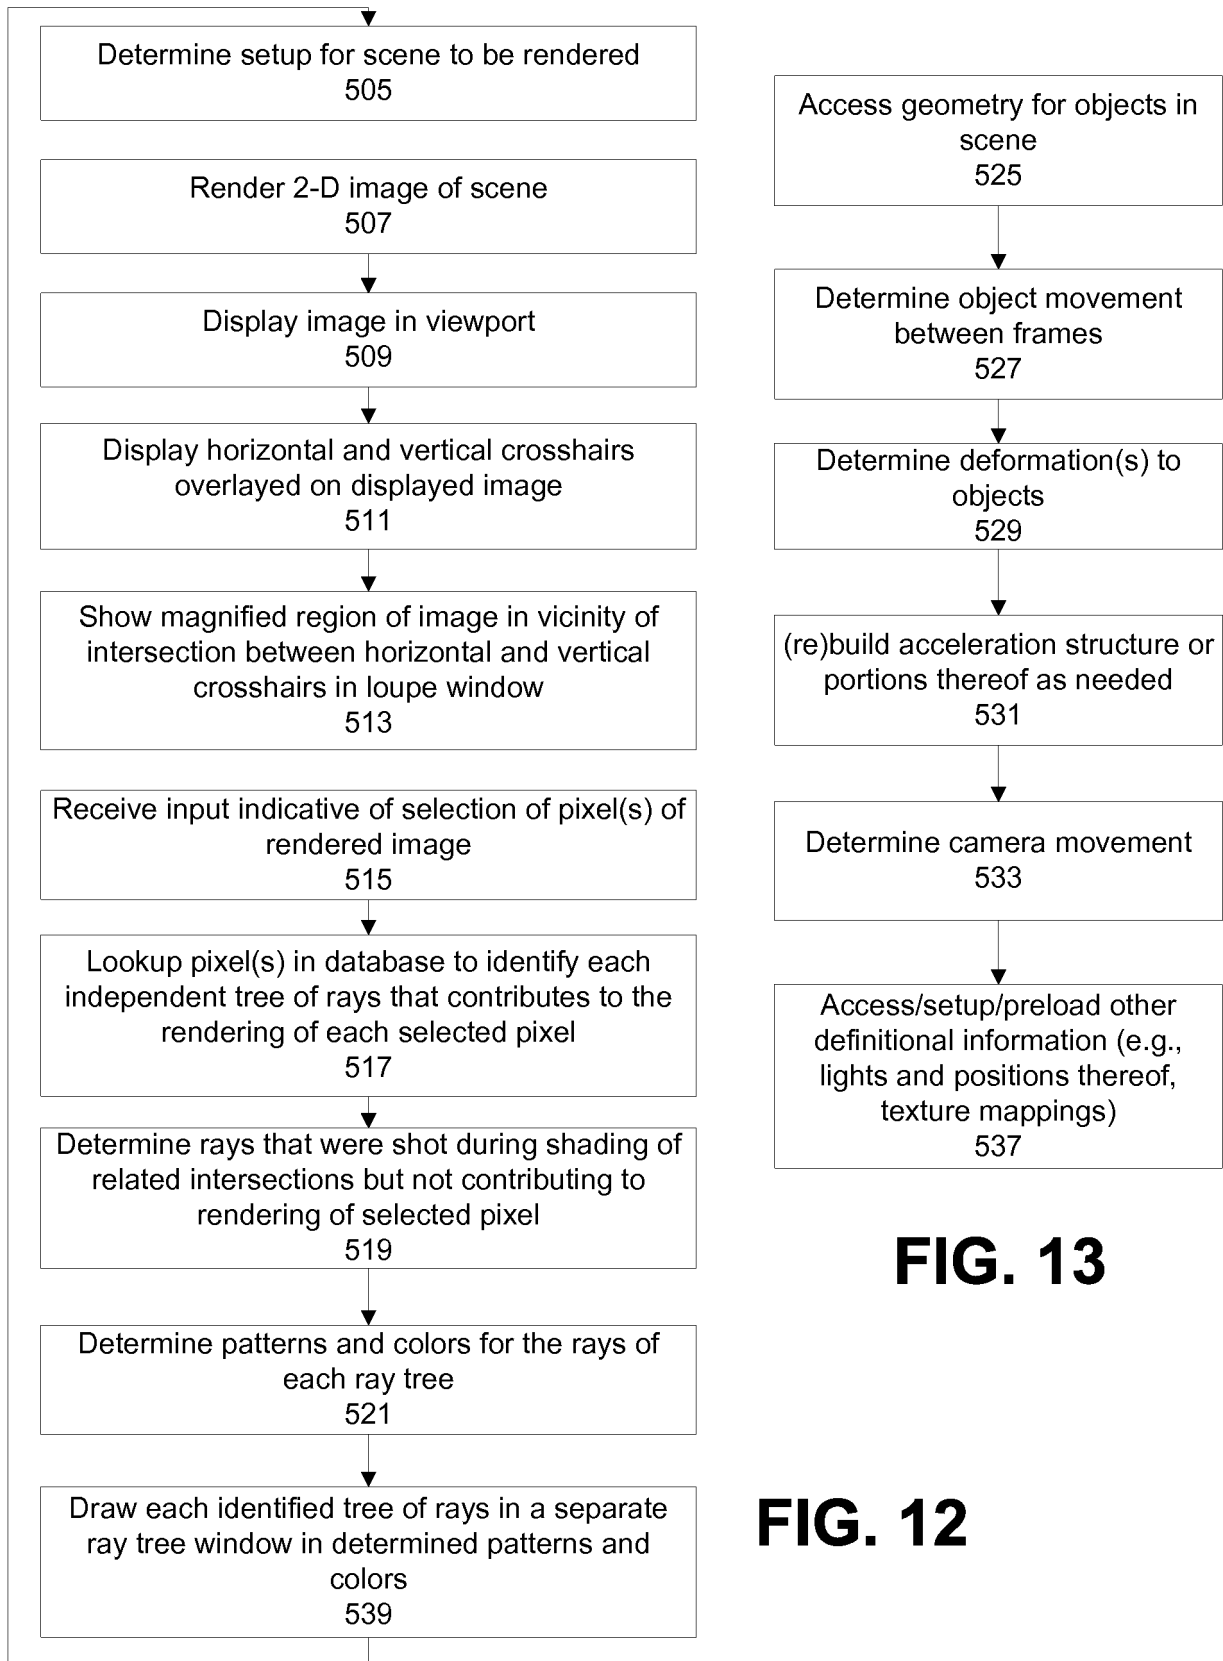 Determine setup for scene to be rendered
505
Render 2-D image of scene
507
Display image in viewport
509
Display horizontal and vertical crosshairs
overlayed on displayed image
511
Show magnified region of image in vicinity of
intersection between horizontal and vertical
crosshairs in loupe window
513
Receive input indicative of selection of pixel(s) of
rendered image
515
Lookup pixel(s) in database to identify each
independent tree of rays that contributes to the
rendering of each selected pixel
517
Determine rays that were shot during shading of
related intersections but not contributing to
rendering of selected pixel
519
Determine patterns and colors for the rays of
each ray tree
521
Draw each identified tree of rays in a separate
ray tree window in determined patterns and
colors
539
FIG. 12
Access geometry for objects in
scene
525
Determine object movement
between frames
527
Determine deformation(s) to
objects
529
(re)build acceleration structure or
portions thereof as needed
531
Determine camera movement
533
Access/setup/preload other
definitional information (e.g.,
lights and positions thereof,
texture mappings)
537
FIG. 13